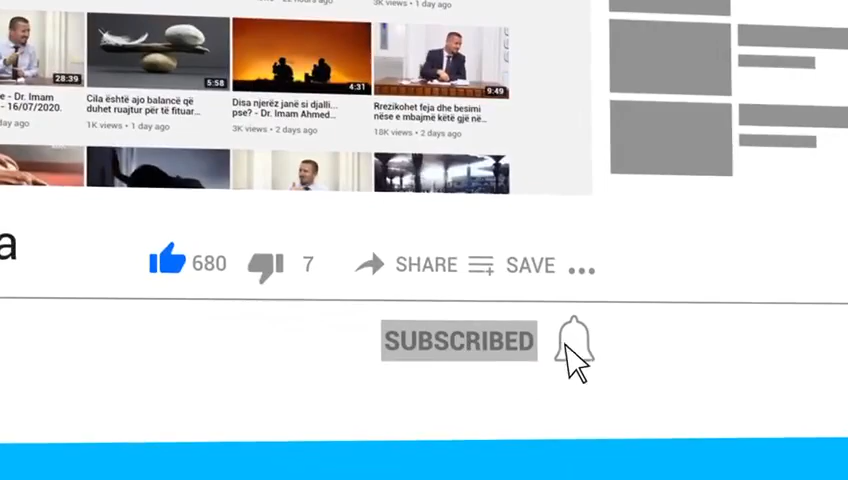 22 hours ago
3K views • 1 day ago
28:39
5:58
4:31
9:49
e - Dr. Imam
- 16/07/2020.
day ago
Cila është ajo balancë që
duhet ruajtur për të fituar...
1K views • 1 day ago
Disa njerëz janë si djalli...
pse? - Dr. Imam Ahmed...
3K views • 2 days ago
Rrezikohet feja dhe besimi
nëse e mbajmë këtë gjë në...
18K views • 2 days ago
a
680 7 SHARE SAVE
SUBSCRIBED